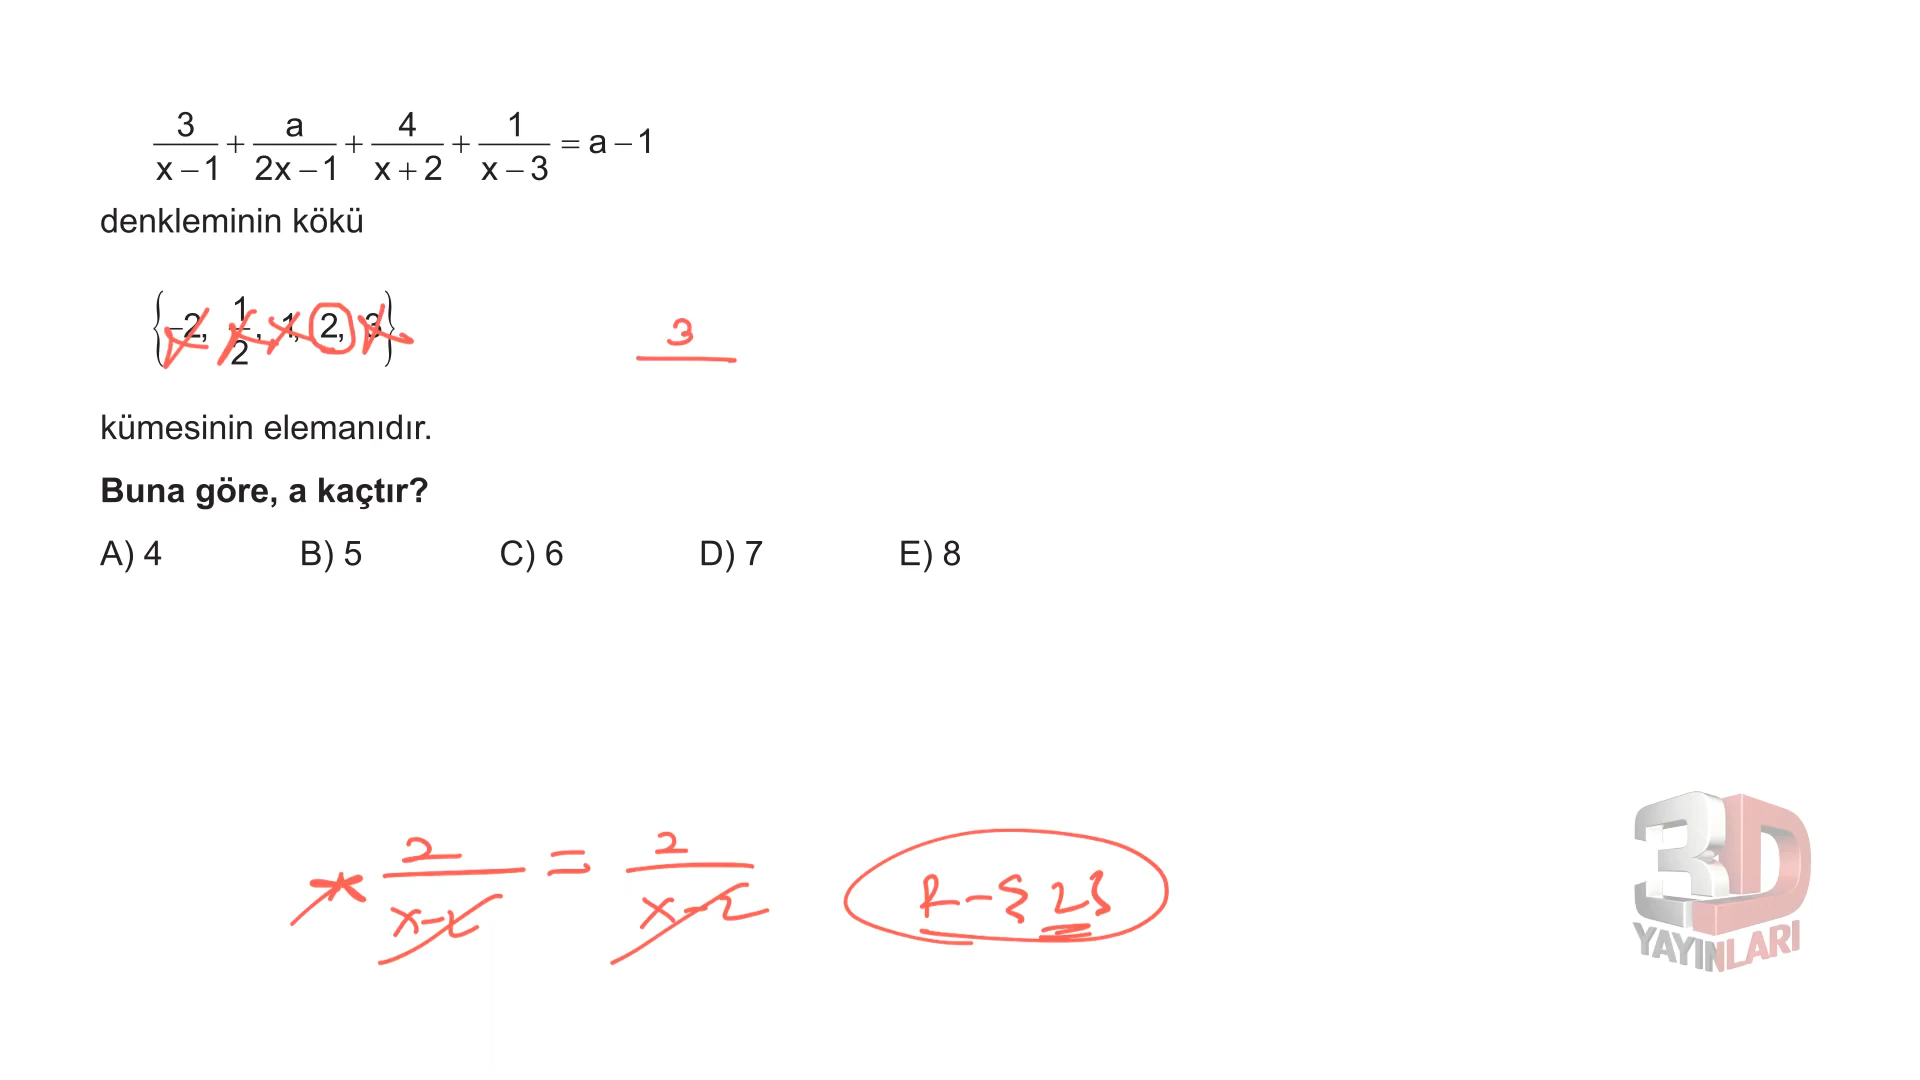 3/(x−1) + a/(2x−1) + 4/(x+2) + 1/(x−3) = a−1
denkleminin kökü
{−2, 1/2, 1, 2, 3}
3
kümesinin elemanıdır.
Buna göre, a kaçtır?
A) 4 B) 5 C) 6 D) 7 E) 8
* 2/(x-2) = 2/(x-2) R-{2}
3D
YAYINLARI